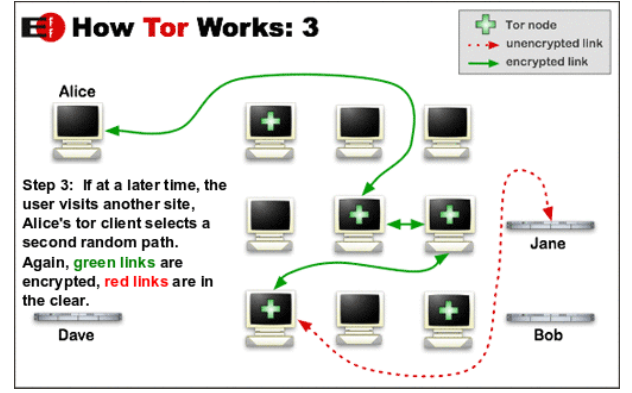 EFF How Tor Works: 3
Tor node
unencrypted link
encrypted link
Alice
Step 3: If at a later time, the
user visits another site,
Alice's tor client selects a
second random path.
Again, green links are
encrypted, red links are in
the clear.
Jane
Dave
Bob